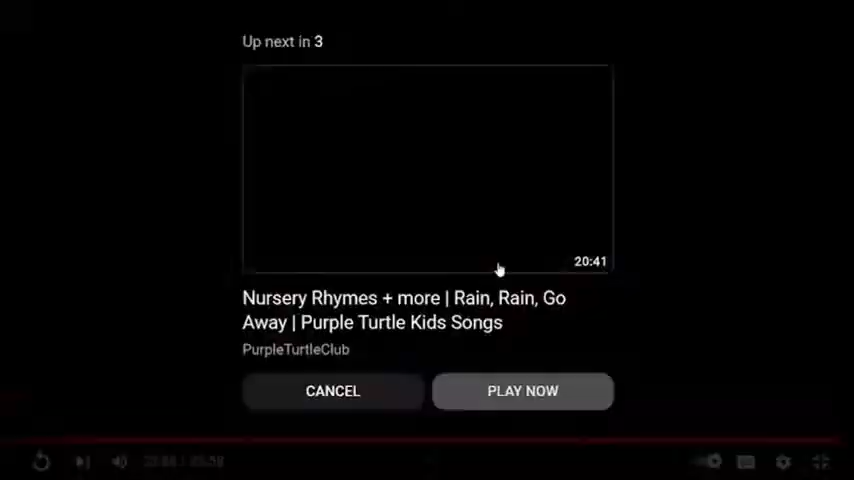 Up next in 3
20:41
Nursery Rhymes + more | Rain, Rain, Go
Away | Purple Turtle Kids Songs
PurpleTurtleClub
CANCEL
PLAY NOW